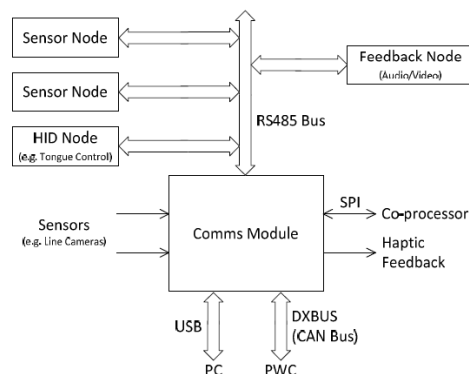 Sensor Node
Feedback Node
(Audio/Video)
Sensor Node
RS485 Bus
HID Node
(e.g. Tongue Control)
Sensors
(e.g. Line Cameras)
Comms Module
SPI
Co-processor
Haptic
Feedback
USB
DXBUS
(CAN Bus)
PC
PWC